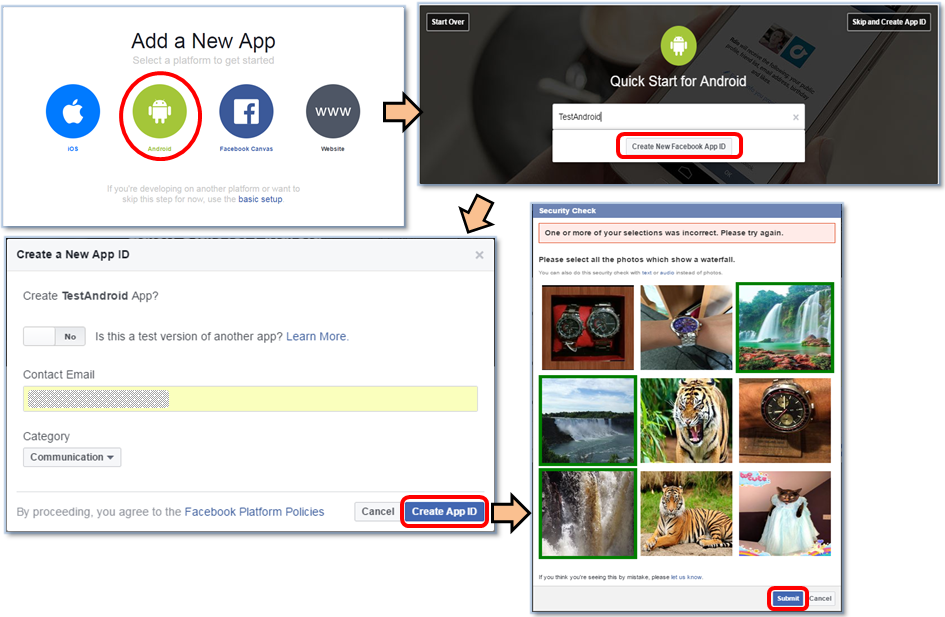 Add a New App
Select a platform to get started
www
iOS
Android
Facebook Canvas
Website
If you're developing on another platform or want to
skip this step for now, use the basic setup.
Start Over
Skip and Create App ID
Quick Start for Android
TestAndroid
×
Create New Facebook App ID
Create a New App ID
×
Create TestAndroid App?
No
Is this a test version of another app? Learn More.
Contact Email
Category
Communication
By proceeding, you agree to the Facebook Platform Policies
Cancel
Create App ID
Security Check
One or more of your selections was incorrect. Please try again.
Please select all the photos which show a waterfall.
You can also do this security check with text or audio instead of photos.
If you think you're seeing this by mistake, please let us know.
Submit
Cancel